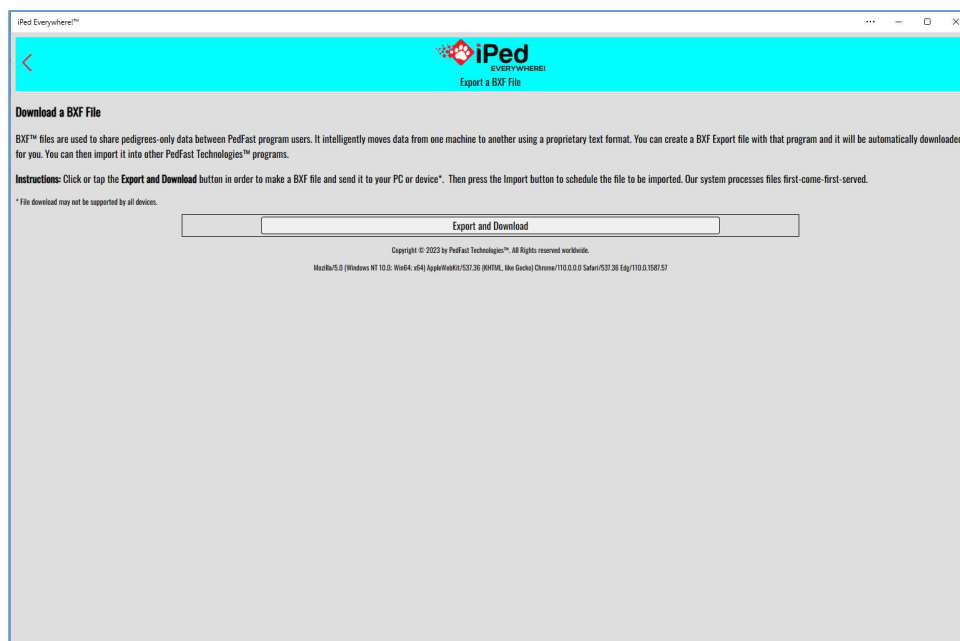 iPed Everywhere!™
iPed
EVERYWHERE!
Export a BXF File
Download a BXF File
BXF™ files are used to share pedigrees-only data between PedFast program users. It intelligently moves data from one machine to another using a proprietary text format. You can create a BXF Export file with that program and it will be automatically downloaded
for you. You can then import it into other PedFast Technologies™ programs.
Instructions: Click or tap the Export and Download button in order to make a BXF file and send it to your PC or device*. Then press the Import button to schedule the file to be imported. Our system processes files first-come-first-served.
* File download may not be supported by all devices.
Export and Download
Copyright © 2023 by PedFast Technologies™. All Rights reserved worldwide.
Mozilla/5.0 (Windows NT 10.0; Win64; x64) AppleWebKit/537.36 (KHTML, like Gecko) Chrome/110.0.0.0 Safari/537.36 Edg/110.0.1587.57